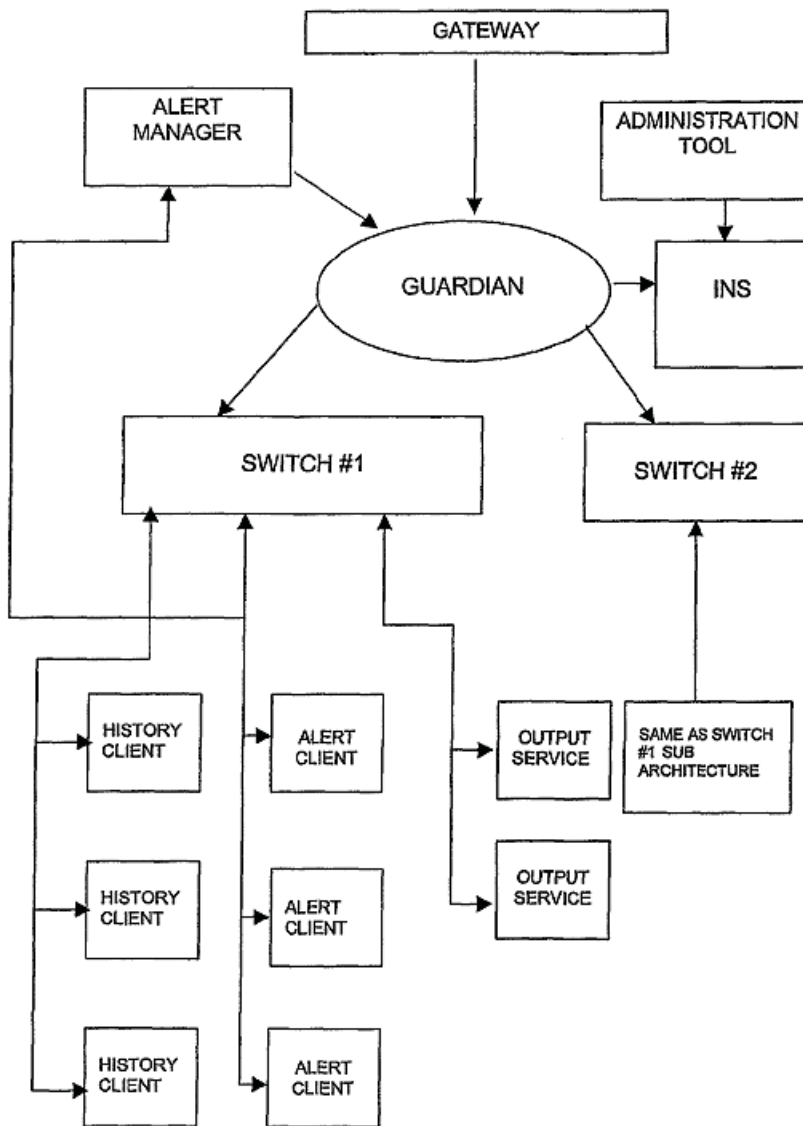 GATEWAY
ALERT
MANAGER
ADMINISTRATION
TOOL
GUARDIAN
INS
SWITCH #1
SWITCH #2
HISTORY
CLIENT
ALERT
CLIENT
OUTPUT
SERVICE
SAME AS SWITCH
#1 SUB
ARCHITECTURE
HISTORY
CLIENT
ALERT
CLIENT
OUTPUT
SERVICE
HISTORY
CLIENT
ALERT
CLIENT